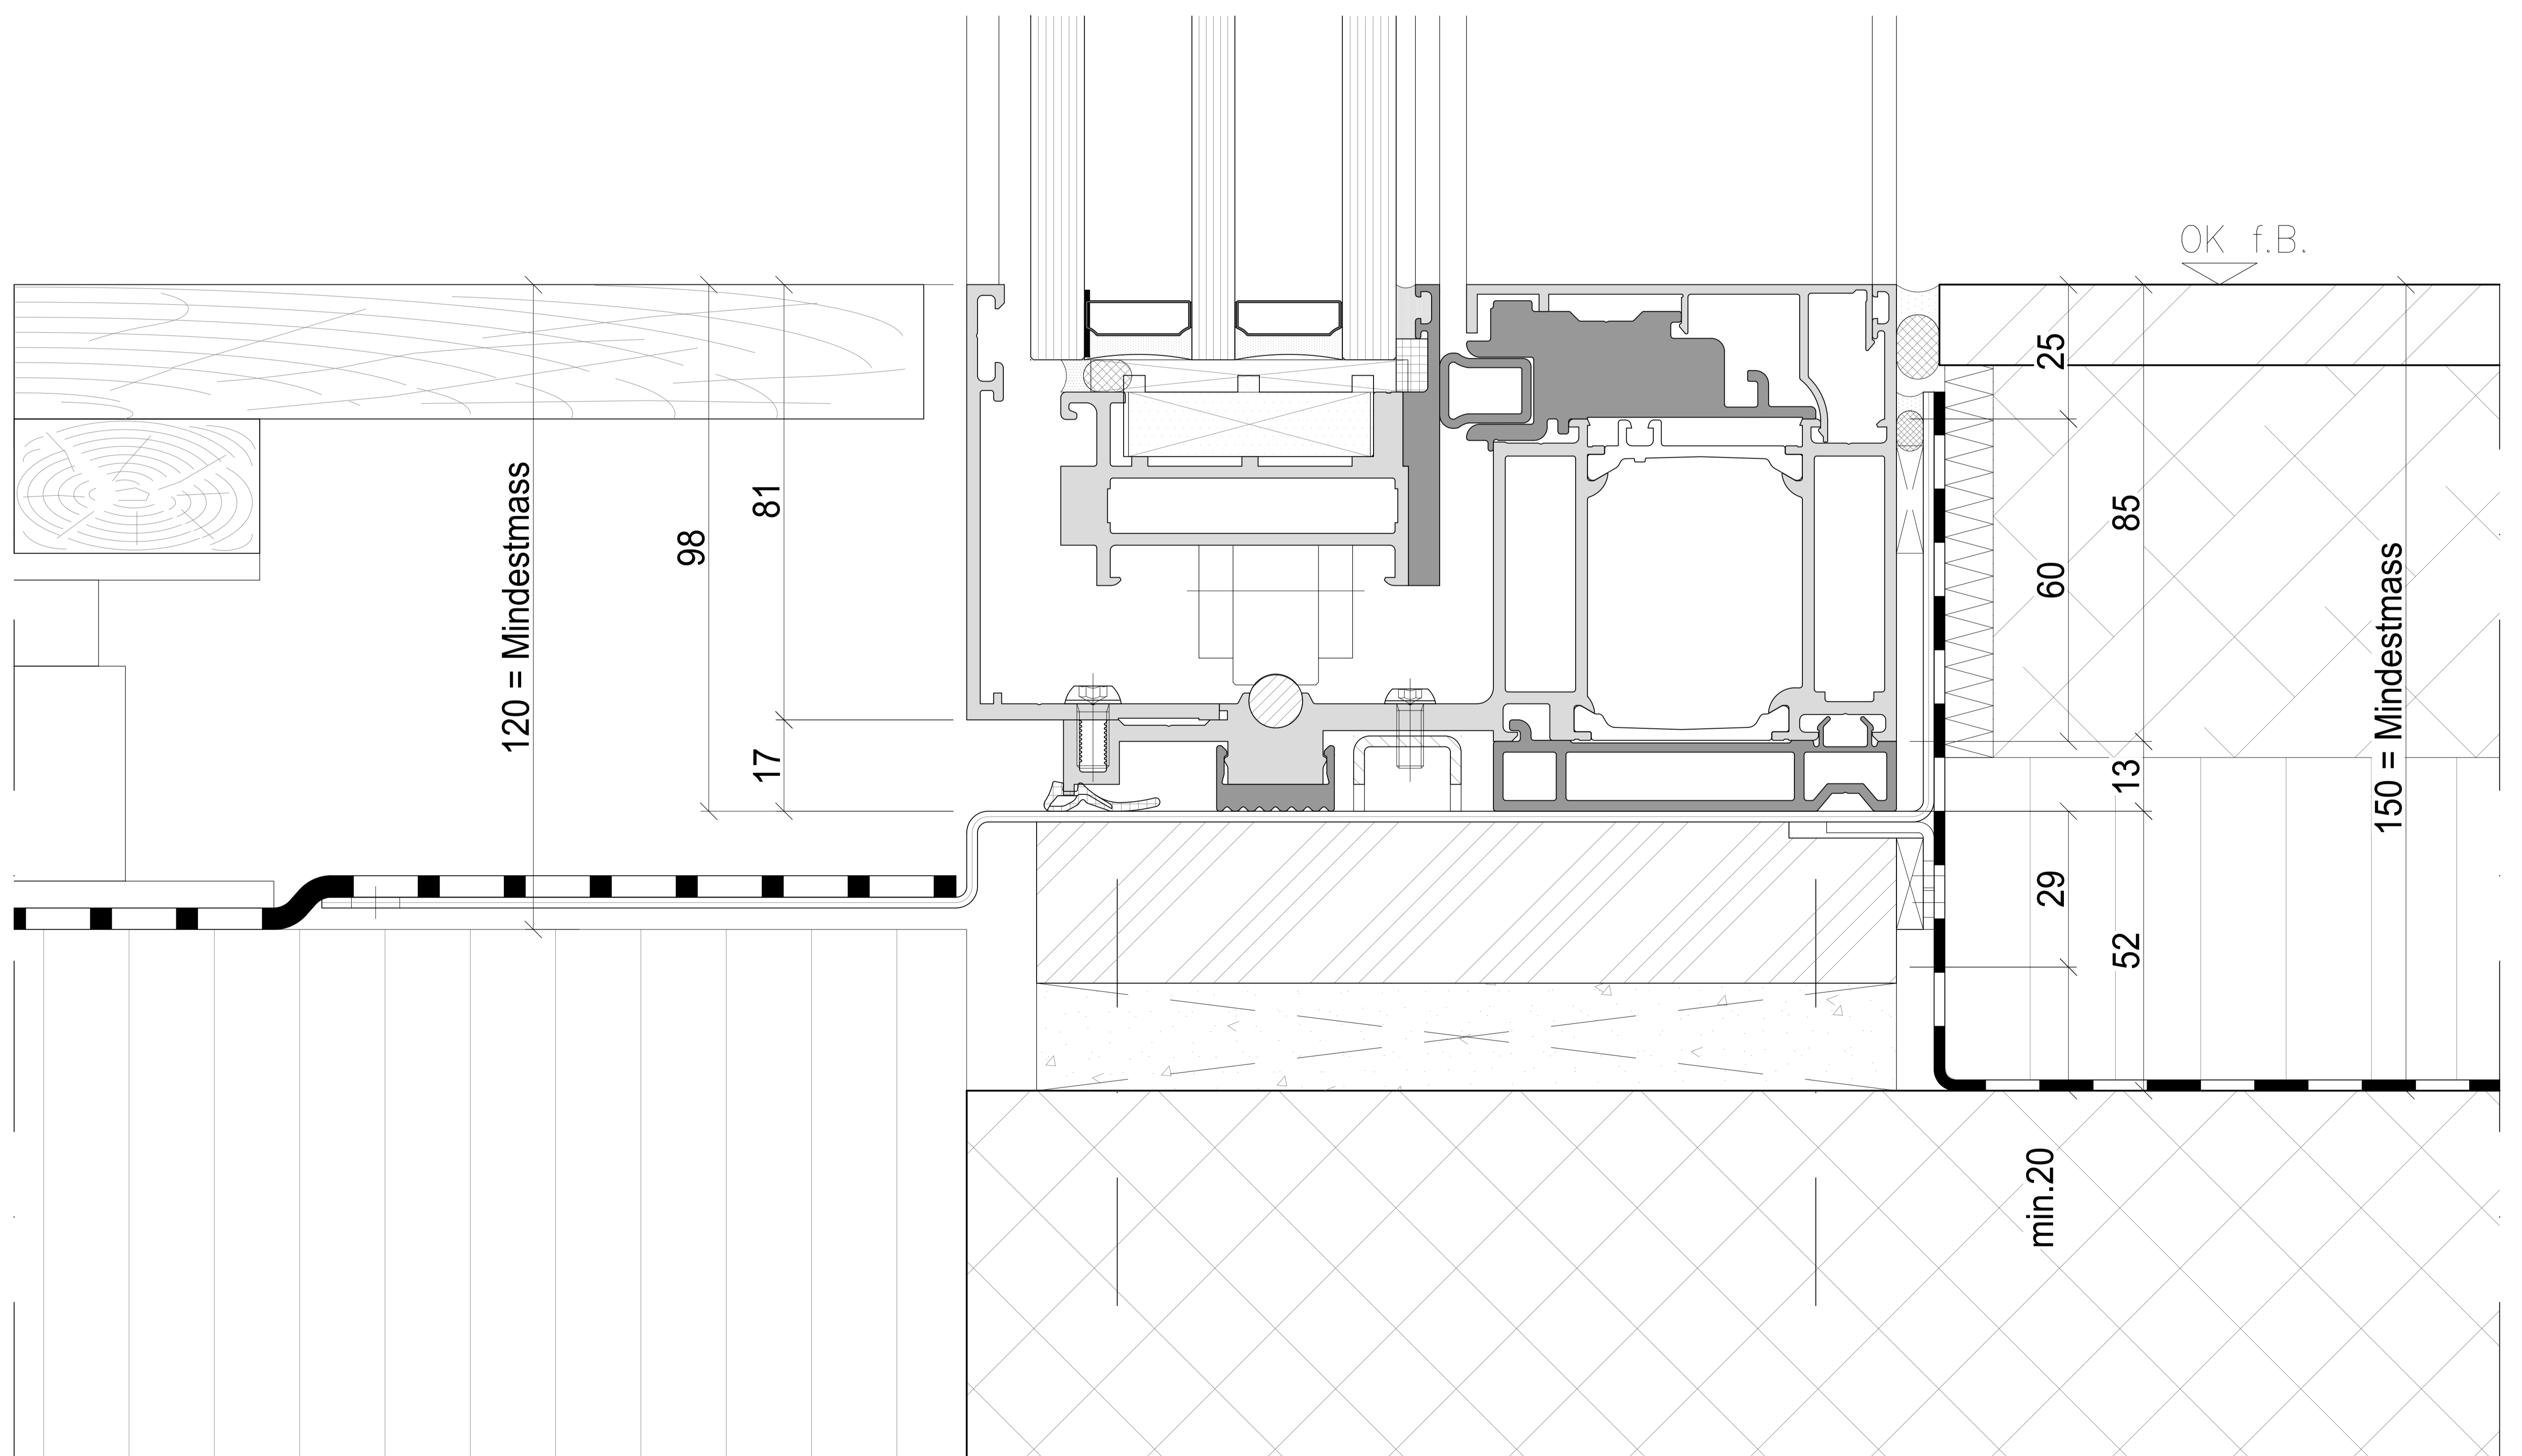 OK f.B.
120 = Mindestmass
98
81
17
25
60
85
13
29
52
150 = Mindestmass
min.20